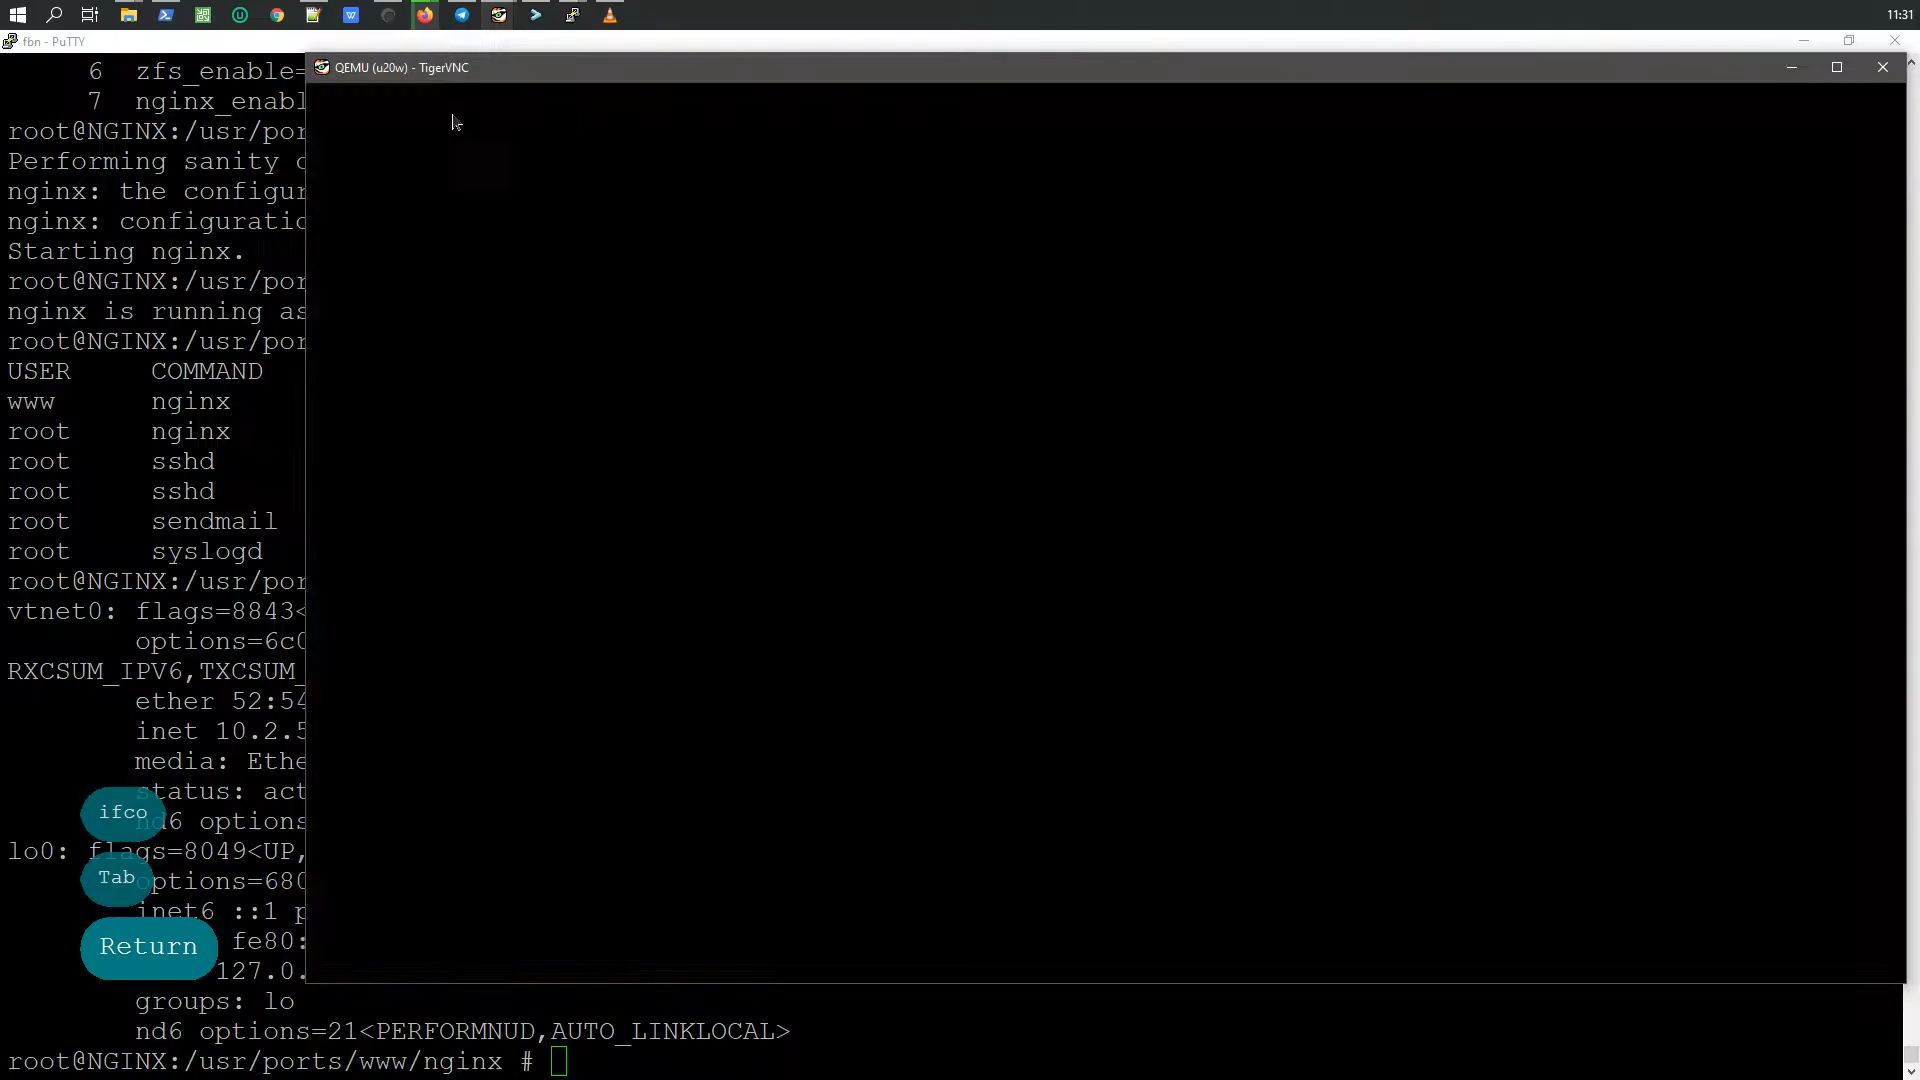 11:31
fbn - PuTTY
QEMU (u20w) - TigerVNC
6 zfs_enable=
7 nginx_enabl
root@NGINX:/usr/por
Performing sanity c
nginx: the configur
nginx: configuratio
Starting nginx.
root@NGINX:/usr/por
nginx is running as
root@NGINX:/usr/por
USER COMMAND
www nginx
root nginx
root sshd
root sshd
root sendmail
root syslogd
root@NGINX:/usr/por
vtnet0: flags=8843<
options=6c0
RXCSUM_IPV6,TXCSUM_
ether 52:54
inet 10.2.5
media: Ethe
status: act
ifco
nd6 options
lo0: flags=8049<UP,
Tab
options=680
inet6 ::1 p
Return
fe80:
127.0.
groups: lo
nd6 options=21<PERFORMNUD,AUTO_LINKLOCAL>
root@NGINX:/usr/ports/www/nginx #